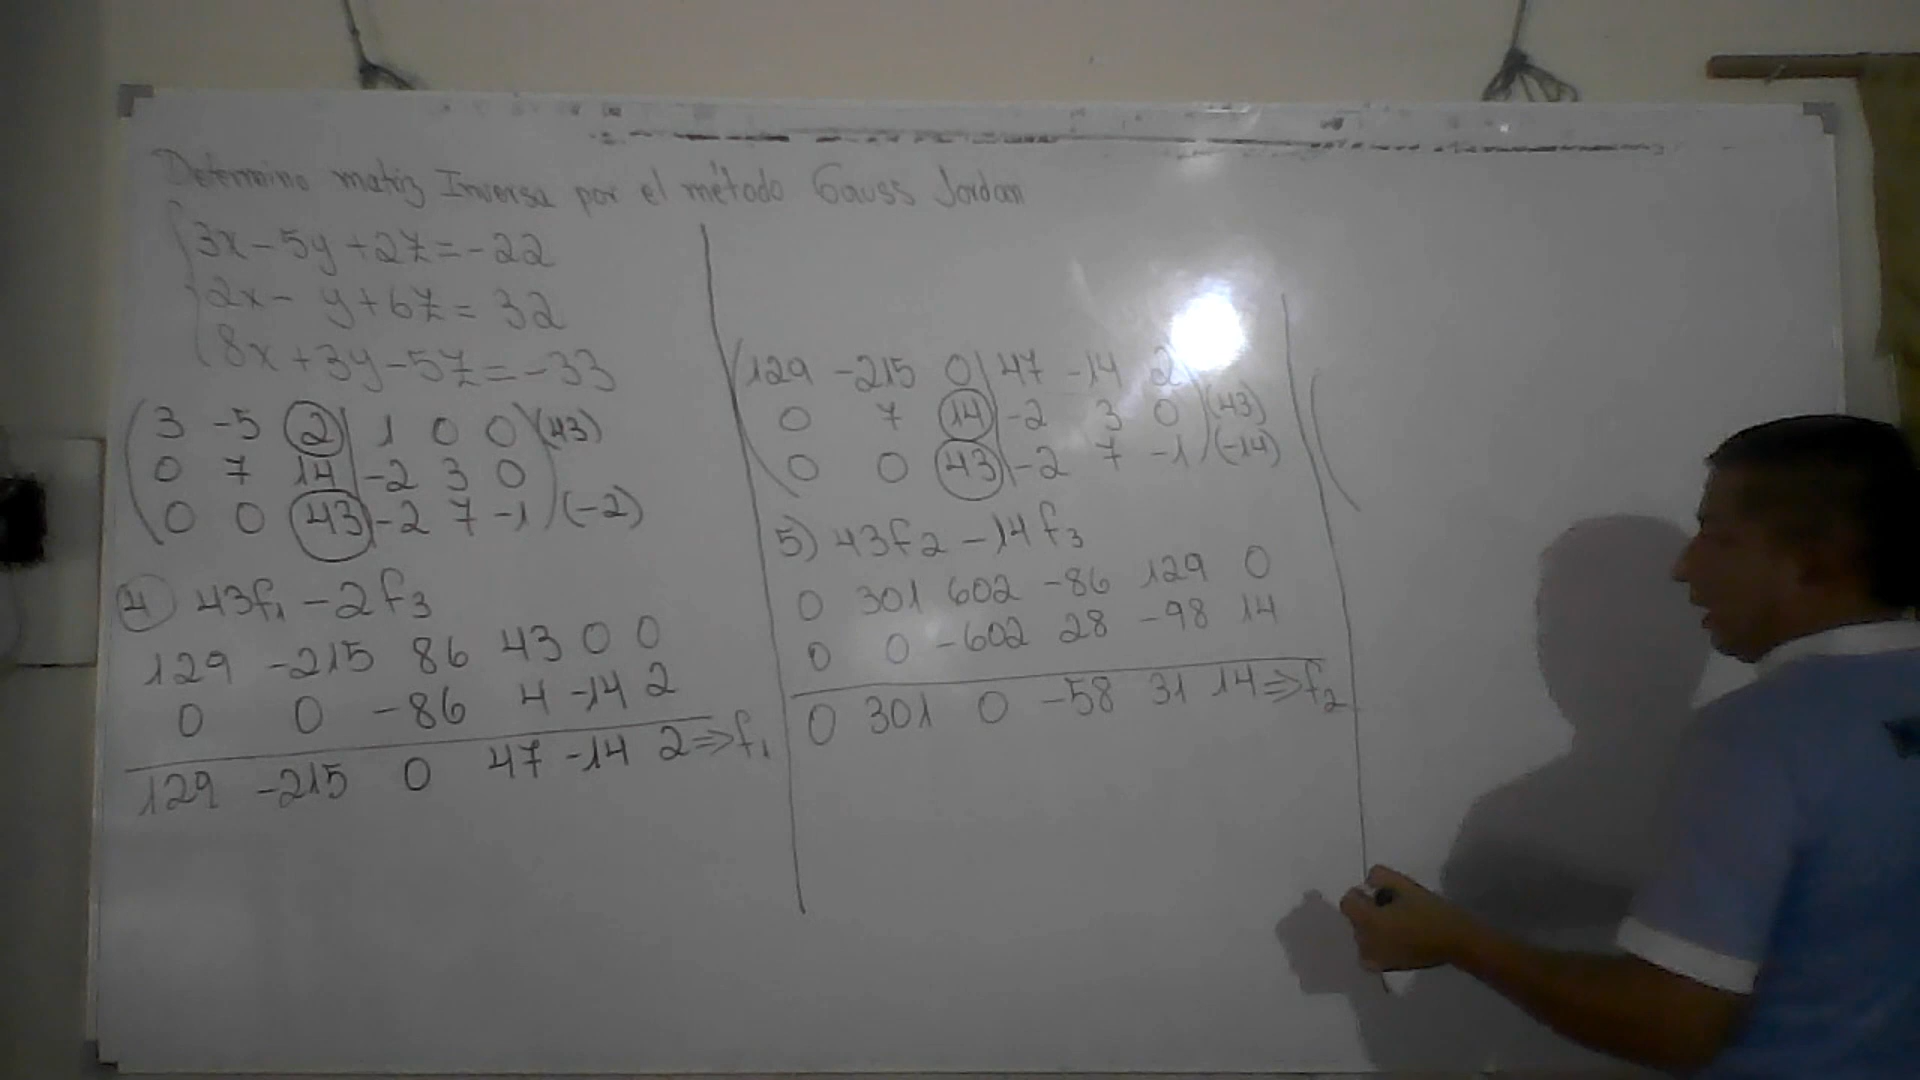 Determino matriz Inversa por el método Gauss Jordan
3x-5y+2z=-22
2x- y+6z= 32
8x+3y-5z=-33
3 -5 2 | 1 0 0 (43)
0 7 14 | -2 3 0
0 0 43 | -2 7 -1 (-2)
4) 43f1 - 2f3
129 -215 86 43 0 0
0 0 -86 4 -14 2
129 -215 0 47 -14 2 ⇒ f1
129 -215 0 | 47 -14 2
0 7 14 | -2 3 0 (43)
0 0 43 | -2 7 -1 (-14)
5) 43f2 - 14f3
0 301 602 -86 129 0
0 0 -602 28 -98 14
0 301 0 -58 31 14 ⇒ f2
(